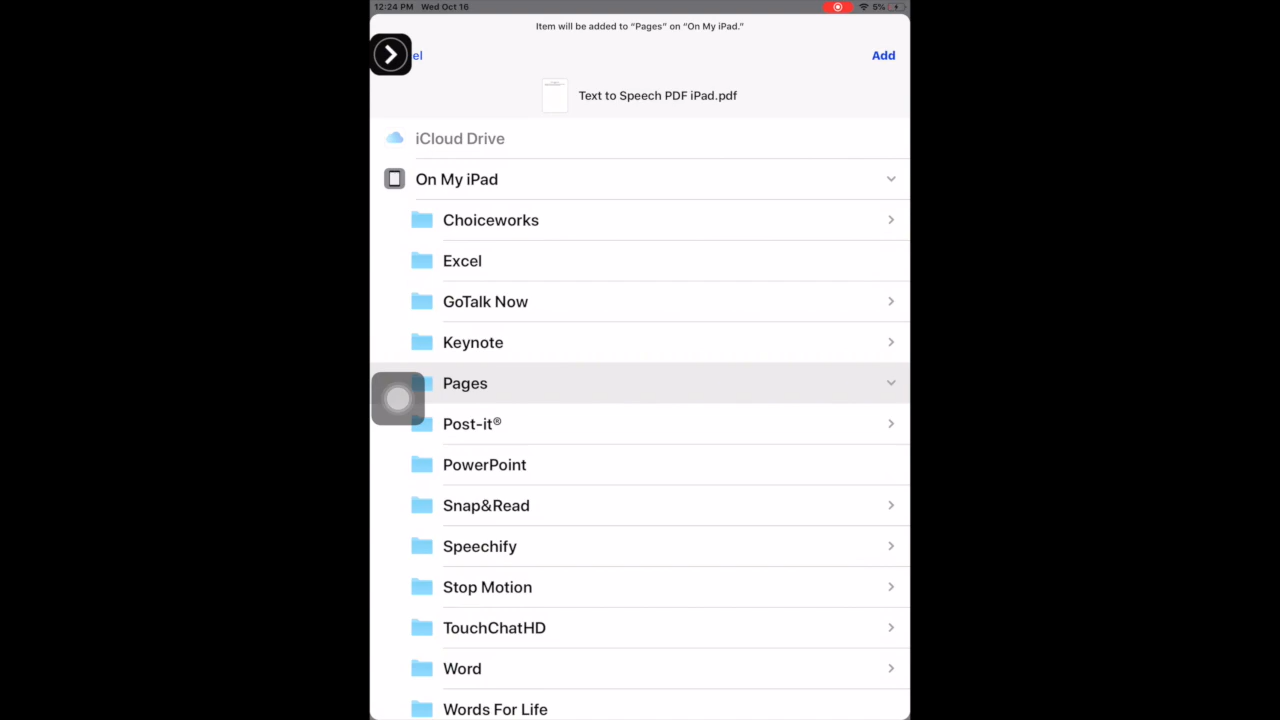 12:24 PM Wed Oct 16 5%
Item will be added to “Pages” on “On My iPad.”
el Add
Text to Speech PDF iPad.pdf
iCloud Drive
On My iPad
Choiceworks
Excel
GoTalk Now
Keynote
Pages
Post-it®
PowerPoint
Snap&Read
Speechify
Stop Motion
TouchChatHD
Word
Words For Life